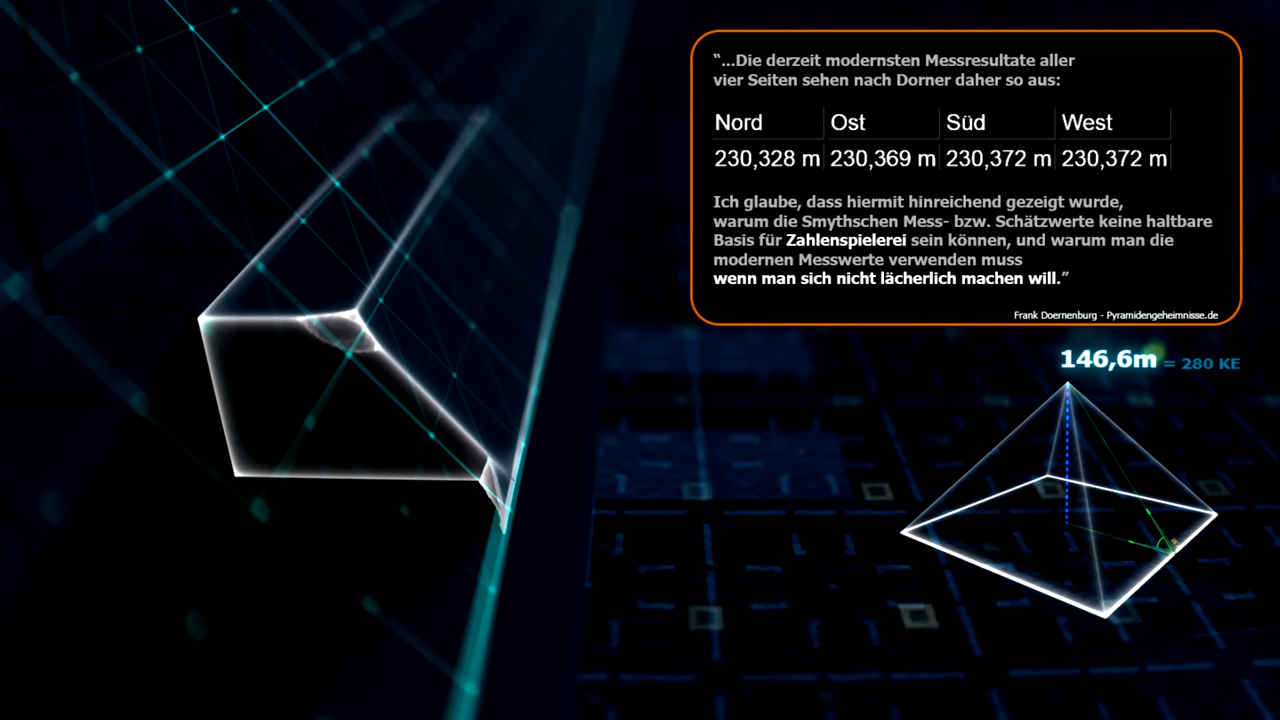 “...Die derzeit modernsten Messresultate aller
vier Seiten sehen nach Dorner daher so aus:
Nord Ost Süd West
230,328 m 230,369 m 230,372 m 230,372 m
Ich glaube, dass hiermit hinreichend gezeigt wurde,
warum die Smythschen Mess- bzw. Schätzwerte keine haltbare
Basis für Zahlenspielerei sein können, und warum man die
modernen Messwerte verwenden muss
wenn man sich nicht lächerlich machen will.”
Frank Doernenburg - Pyramidengeheimnisse.de
146,6m = 280 KE